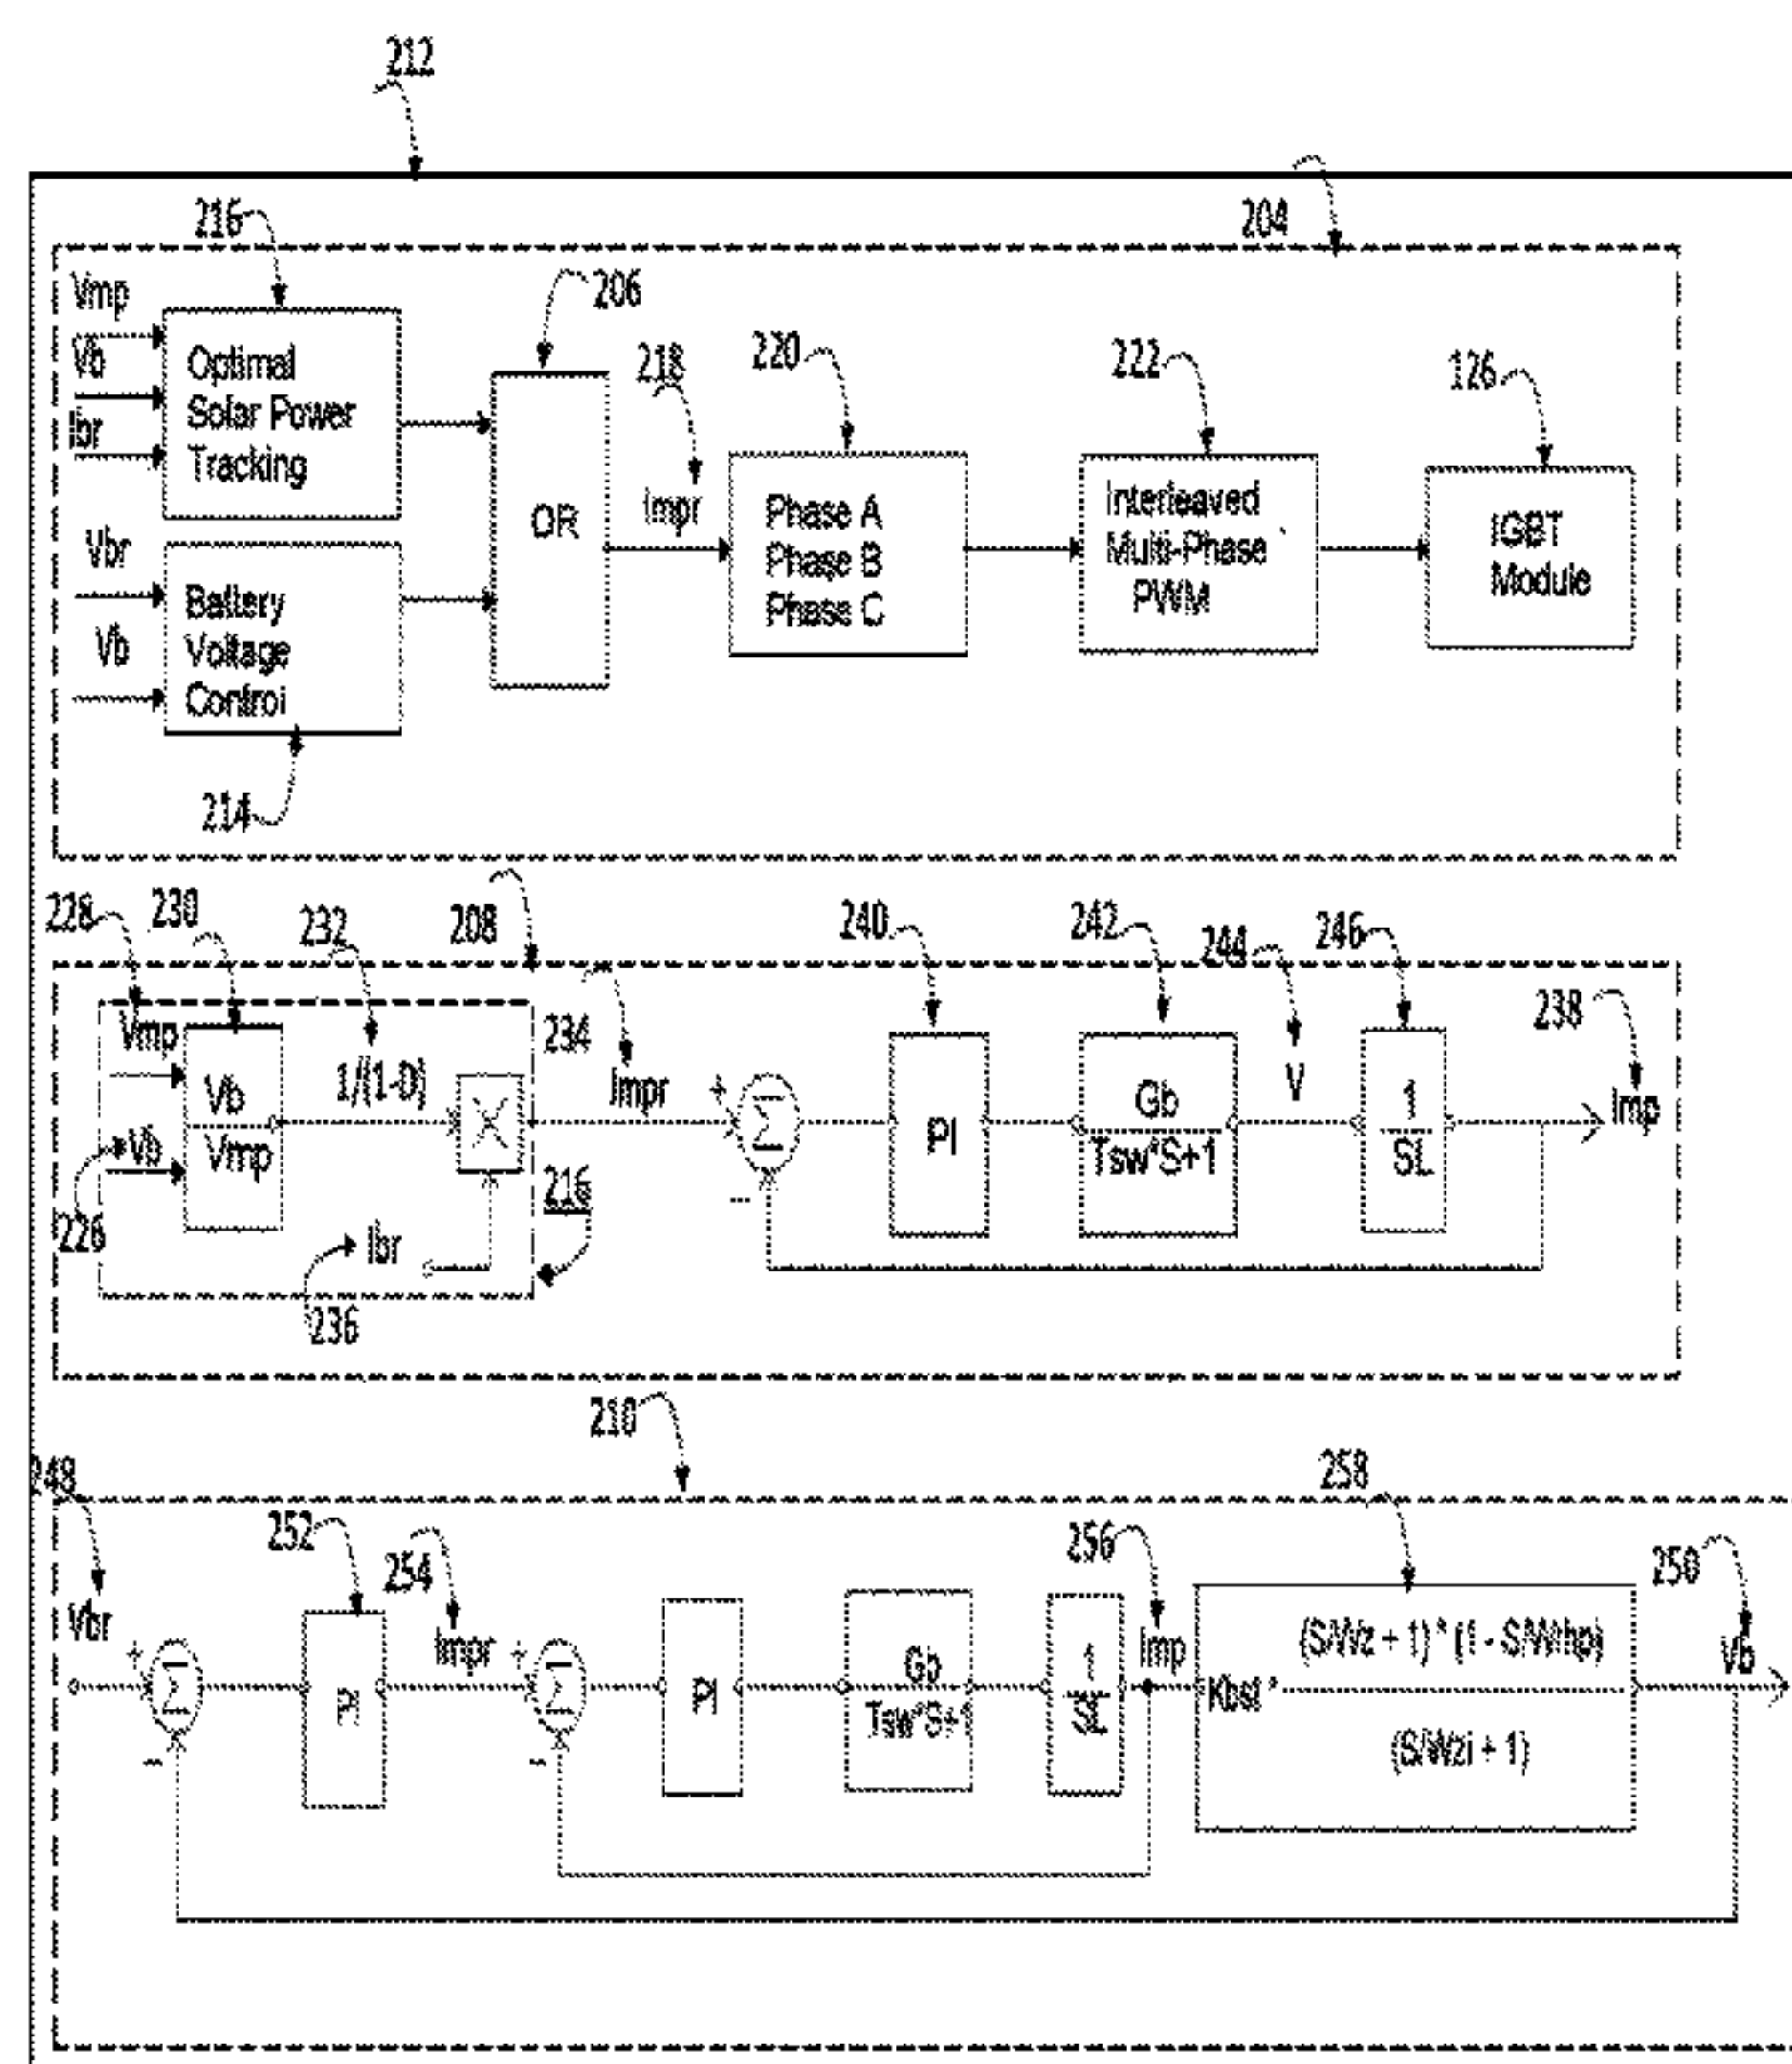 212
204
216
Vmp
Vb
Ibr
Optimal
Solar Power
Tracking
206
OR
218
Impr
220
Phase A
Phase B
Phase C
222
Interleaved
Multi-Phase
PWM
126
IGBT
Module
Vbr
Vb
Battery
Voltage
Control
214
228
230
232
208
234
240
242
244
246
238
Vmp
Vb
226
Vb
Vmp
1/(1-D)
X
Impr
216
Ibr
236
+
Σ
-
PI
Gb
Tsw*S+1
V
1
SL
Imp
210
248
252
254
256
258
250
Vbr
+
Σ
-
PI
Impr
+
Σ
-
PI
Gb
Tsw*S+1
1
SL
Imp
Kbst *
(S/Wz + 1) * (1 - S/Wrhp)
(S/Wzi + 1)
Vb